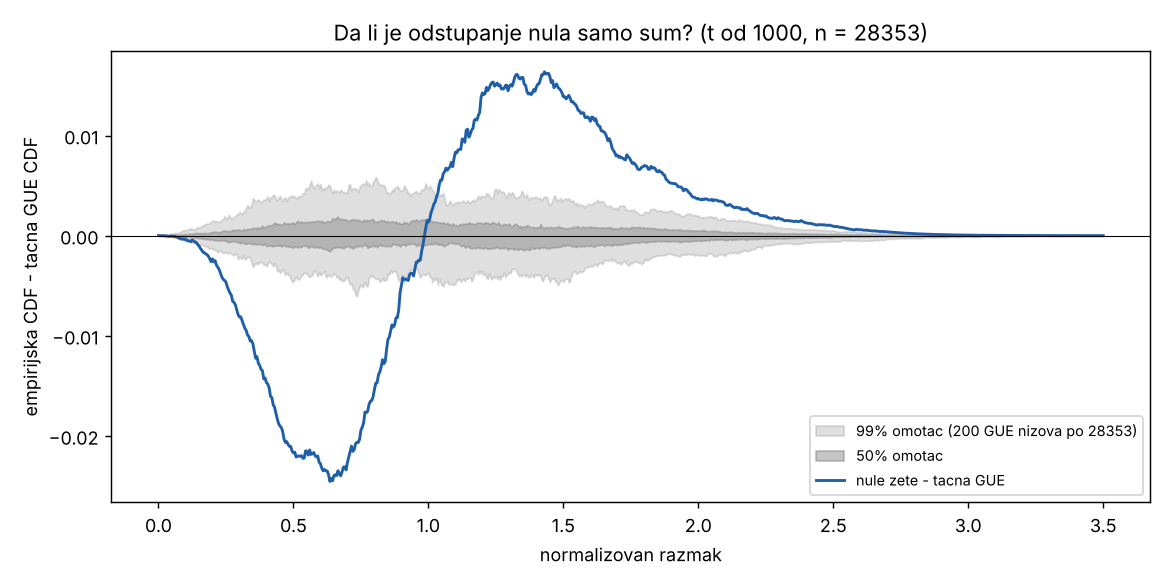 Da li je odstupanje nula samo sum? (t od 1000, n = 28353)
empirijska CDF - tacna GUE CDF
0.01
0.00
−0.01
−0.02
99% omotac (200 GUE nizova po 28353)
50% omotac
nule zete - tacna GUE
0.0 0.5 1.0 1.5 2.0 2.5 3.0 3.5
normalizovan razmak